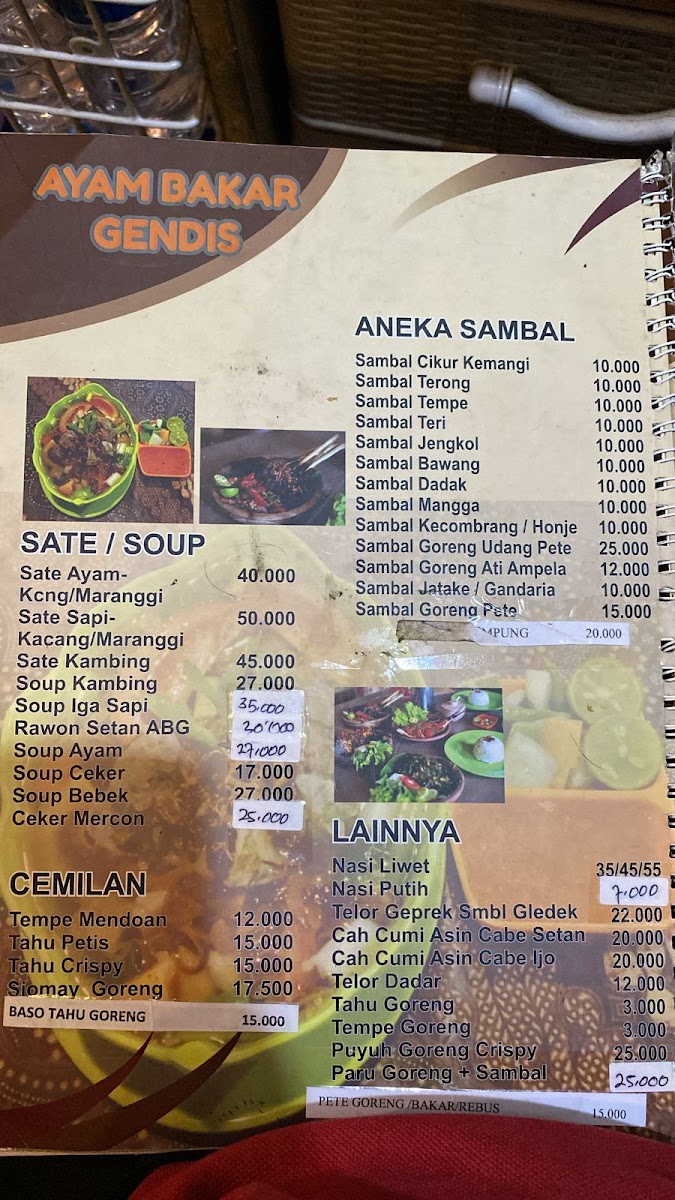 AYAM BAKAR
GENDIS
SATE / SOUP
Sate Ayam- 40.000
Kcng/Maranggi
Sate Sapi- 50.000
Kacang/Maranggi
Sate Kambing 45.000
Soup Kambing 27.000
Soup Iga Sapi 35.000
Rawon Setan ABG 30'000
Soup Ayam 27.000
Soup Ceker 17.000
Soup Bebek 27.000
Ceker Mercon 25.000
CEMILAN
Tempe Mendoan 12.000
Tahu Petis 15.000
Tahu Crispy 15.000
Siomay Goreng 17.500
BASO TAHU GORENG 15.000
ANEKA SAMBAL
Sambal Cikur Kemangi 10.000
Sambal Terong 10.000
Sambal Tempe 10.000
Sambal Teri 10.000
Sambal Jengkol 10.000
Sambal Bawang 10.000
Sambal Dadak 10.000
Sambal Mangga 10.000
Sambal Kecombrang / Honje 10.000
Sambal Goreng Udang Pete 25.000
Sambal Goreng Ati Ampela 12.000
Sambal Jatake / Gandaria 10.000
Sambal Goreng Pete 15.000
MPUNG 20.000
LAINNYA
Nasi Liwet 35/45/55
Nasi Putih 7.000
Telor Geprek Smbl Gledek 22.000
Cah Cumi Asin Cabe Setan 20.000
Cah Cumi Asin Cabe Ijo 20.000
Telor Dadar 12.000
Tahu Goreng 3.000
Tempe Goreng 3.000
Puyuh Goreng Crispy 25.000
Paru Goreng + Sambal 25.000
PETE GORENG /BAKAR/REBUS 15.000